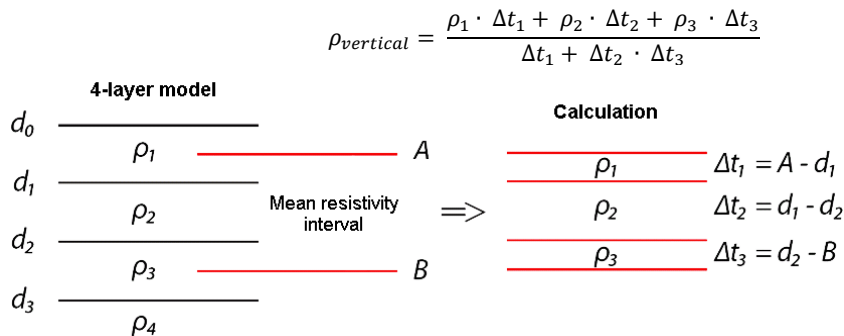 ρ_vertical = (ρ₁ · Δt₁ + ρ₂ · Δt₂ + ρ₃ · Δt₃) / (Δt₁ + Δt₂ · Δt₃)
4-layer model
d₀
ρ₁
A
d₁
ρ₂
Mean resistivity
interval
d₂
ρ₃
B
d₃
ρ₄
=>
Calculation
ρ₁ Δt₁ = A - d₁
ρ₂ Δt₂ = d₁ - d₂
ρ₃ Δt₃ = d₂ - B